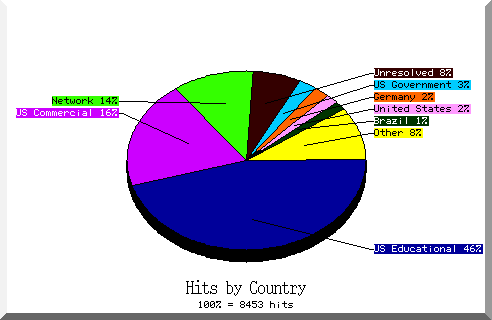 Unresolved 8%
US Government 3%
Network 14%
Germany 2%
United States 2%
US Commercial 16%
Brazil 1%
Other 8%
US Educational 46%
Hits by Country
100% = 8453 hits